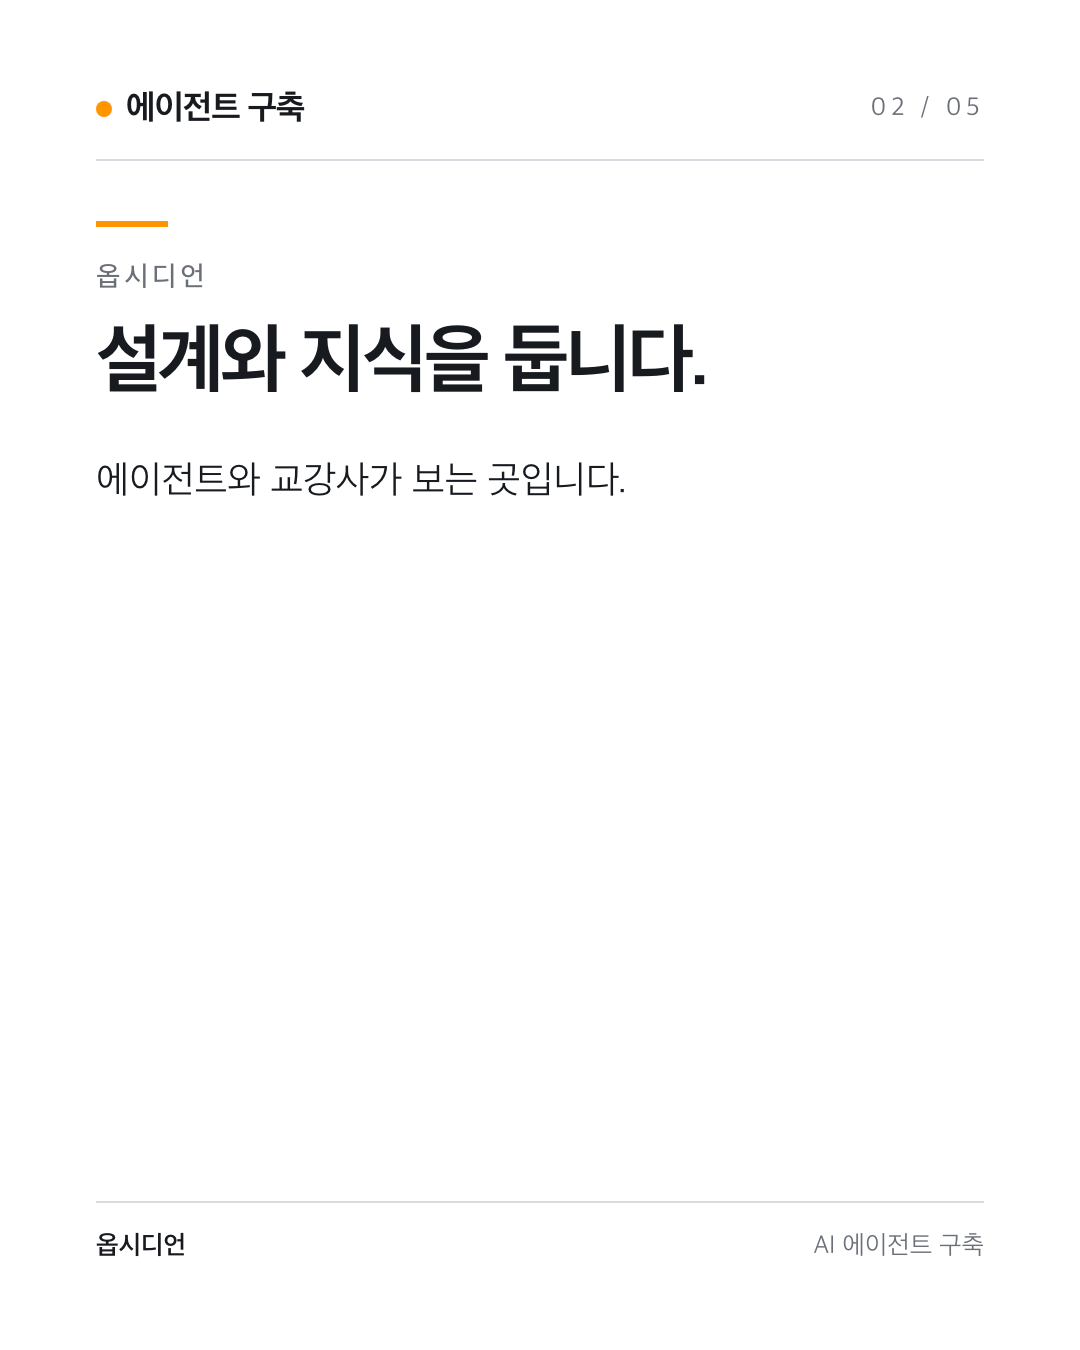 에이전트 구축
02 / 05
옵시디언
설계와 지식을 둡니다.
에이전트와 교강사가 보는 곳입니다.
옵시디언
AI 에이전트 구축